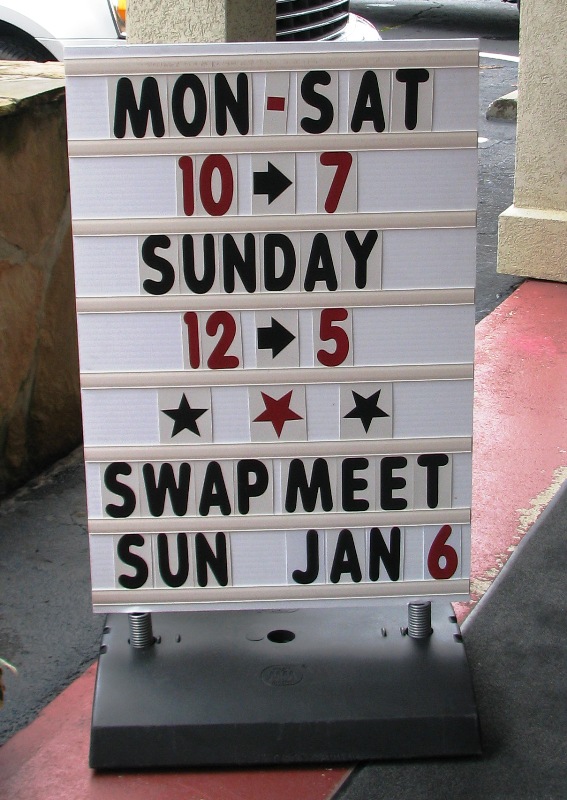 MON-SAT
10 → 7
SUNDAY
12 → 5
★ ★ ★
SWAP MEET
SUN JAN 6